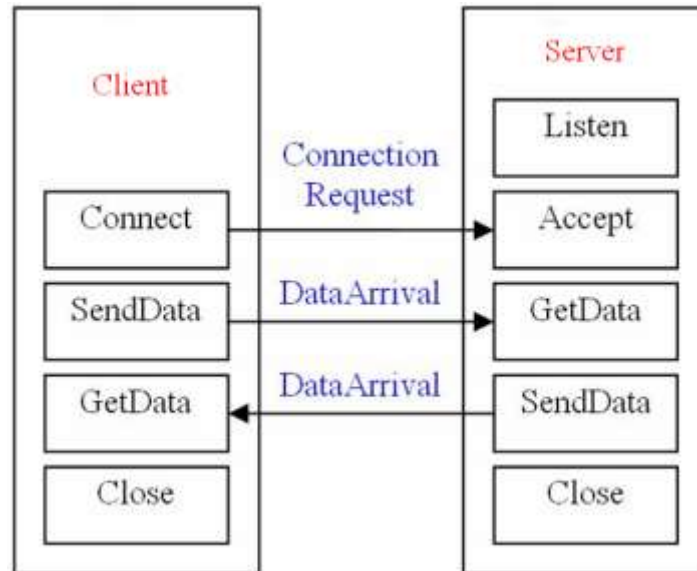 Client
Server
Listen
Connection
Request
Connect
Accept
DataArrival
SendData
GetData
DataArrival
GetData
SendData
Close
Close